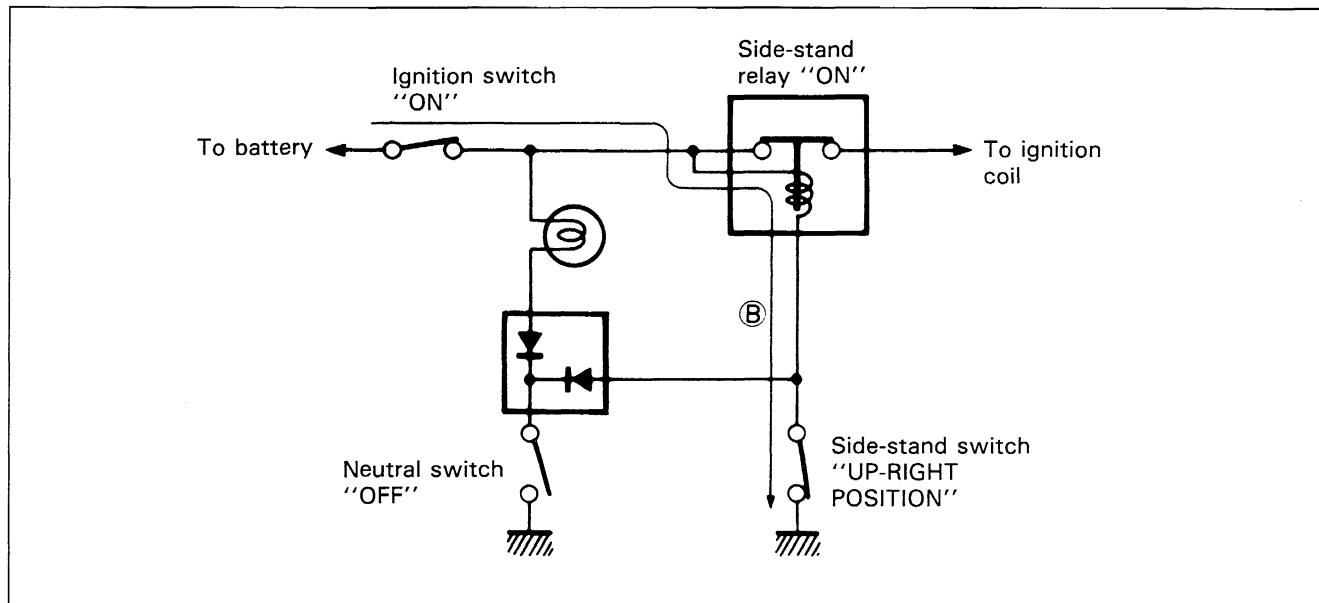 Side-stand
relay ‘‘ON’’
Ignition switch
‘‘ON’’
To battery
To ignition
coil
B
Neutral switch
‘‘OFF’’
Side-stand switch
‘‘UP-RIGHT
POSITION’’